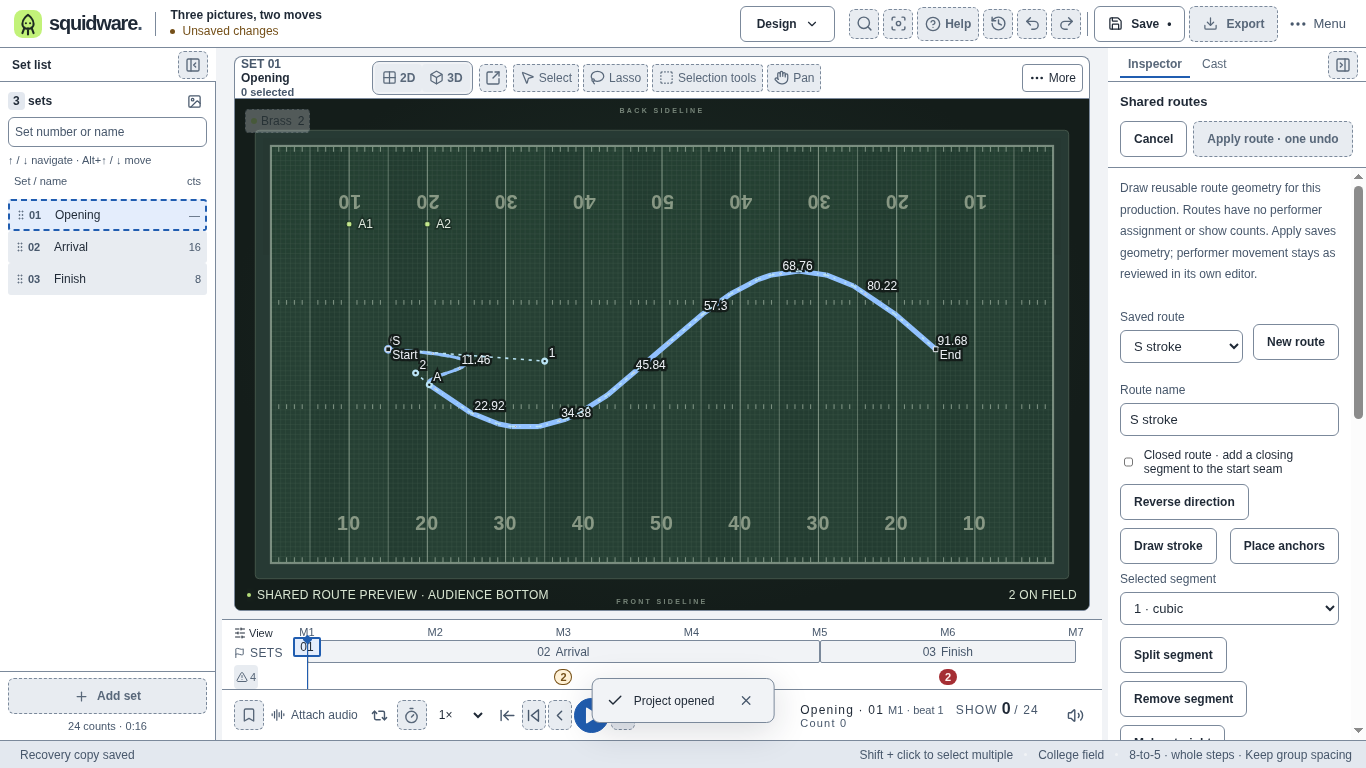 squidware.
Three pictures, two moves
Unsaved changes
Design
Help
Save •
Export
Menu
Set list
3 sets
Set number or name
↑ / ↓ navigate · Alt+↑ / ↓ move
Set / name cts
01 Opening —
02 Arrival 16
03 Finish 8
Add set
24 counts · 0:16
SET 01
Opening
0 selected
2D 3D
Select
Lasso
Selection tools
Pan
More
BACK SIDELINE
Brass 2
10 20 30 40 50 40 30 20 10
A1 A2
68.76
80.22
57.3
S
Start
91.68
End
1
11.46
2
A
45.84
22.92
34.38
10 20 30 40 50 40 30 20 10
SHARED ROUTE PREVIEW · AUDIENCE BOTTOM
FRONT SIDELINE
2 ON FIELD
View M1 M2 M3 M4 M5 M6 M7
SETS 01 02 Arrival 03 Finish
4 2 2
Attach audio
1×
Project opened
Opening · 01 M1 · beat 1 SHOW 0 / 24
Count 0
Inspector Cast
Shared routes
Cancel
Apply route · one undo
Draw reusable route geometry for this
production. Routes have no performer
assignment or show counts. Apply saves
geometry; performer movement stays as
reviewed in its own editor.
Saved route
S stroke
New route
Route name
S stroke
Closed route · add a closing
segment to the start seam
Reverse direction
Draw stroke
Place anchors
Selected segment
1 · cubic
Split segment
Remove segment
Recovery copy saved
Shift + click to select multiple · College field · 8-to-5 · whole steps · Keep group spacing